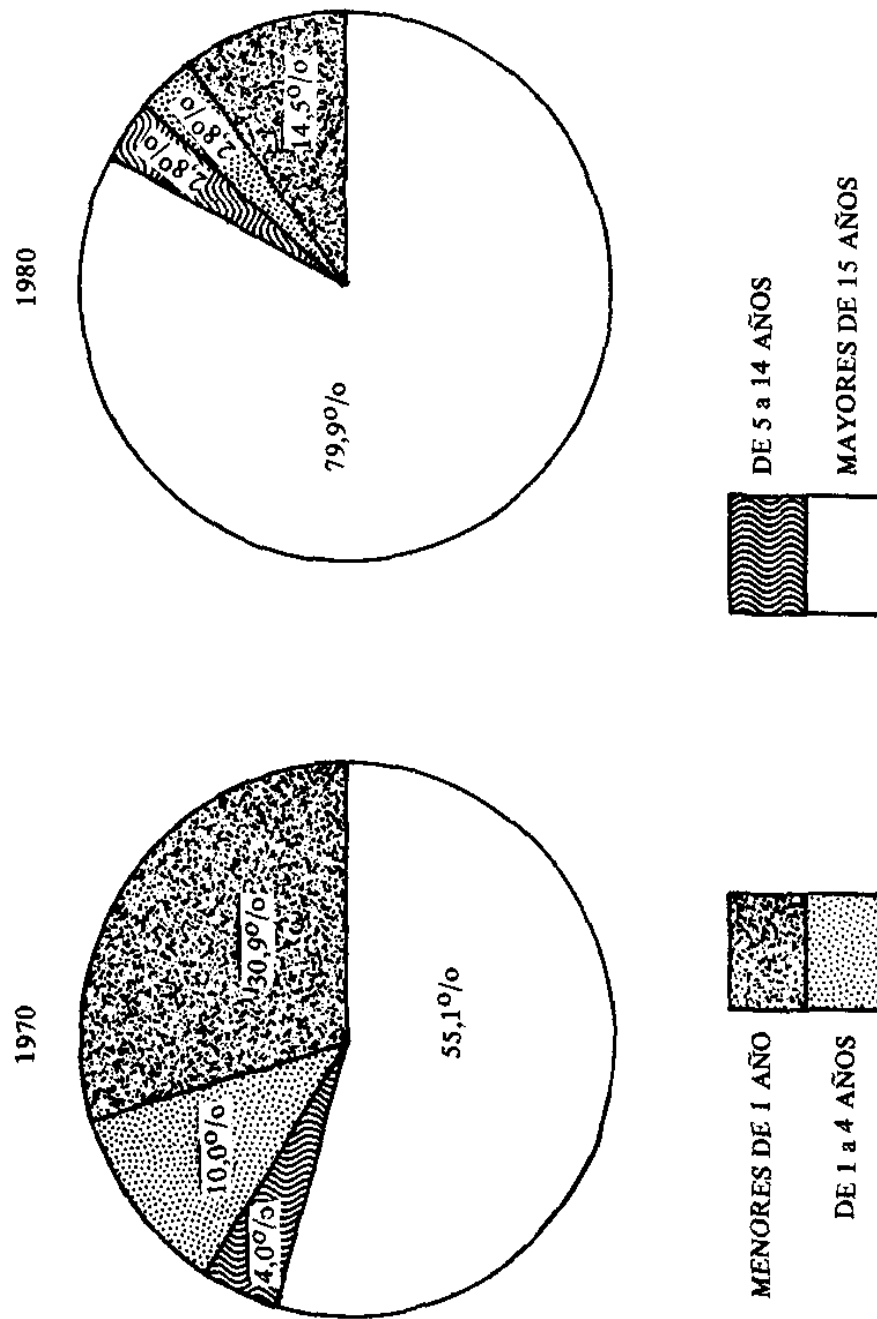 1970
30,9%
10,0%
4,0%
55,1%
1980
14,5%
2,8%
2,8%
79,9%
MENORES DE 1 AÑO
DE 1 a 4 AÑOS
DE 5 a 14 AÑOS
MAYORES DE 15 AÑOS